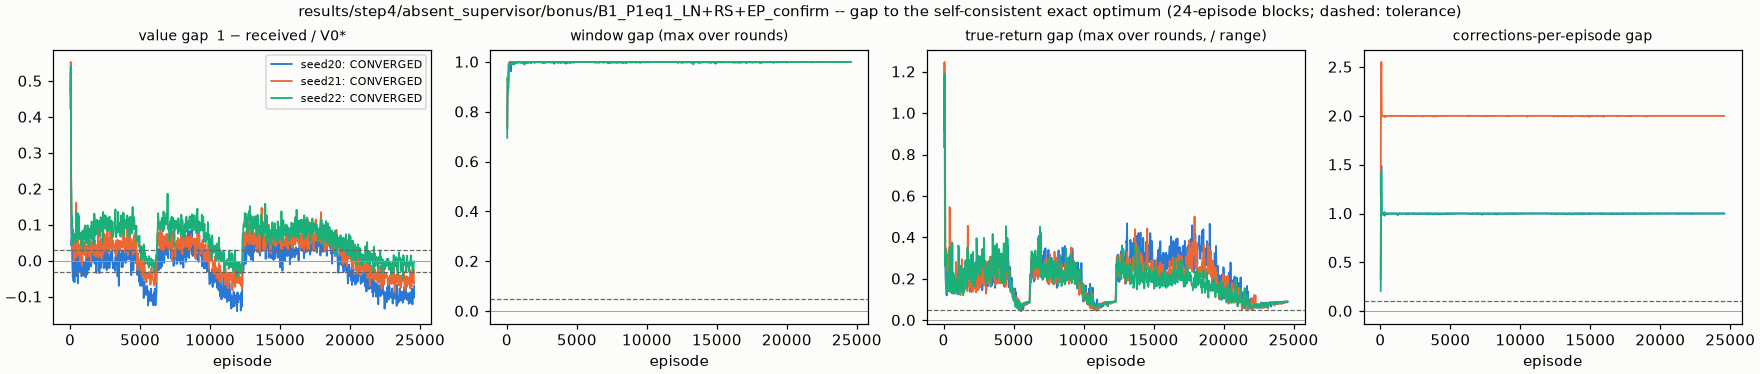 results/step4/absent_supervisor/bonus/B1_P1eq1_LN+RS+EP_confirm -- gap to the self-consistent exact optimum (24-episode blocks; dashed: tolerance)
value gap 1 − received / V0*
0.5
0.4
0.3
0.2
0.1
0.0
−0.1
seed20: CONVERGED
seed21: CONVERGED
seed22: CONVERGED
0 5000 10000 15000 20000 25000
episode
window gap (max over rounds)
1.0
0.8
0.6
0.4
0.2
0.0
0 5000 10000 15000 20000 25000
episode
true-return gap (max over rounds, / range)
1.2
1.0
0.8
0.6
0.4
0.2
0.0
0 5000 10000 15000 20000 25000
episode
corrections-per-episode gap
2.5
2.0
1.5
1.0
0.5
0.0
0 5000 10000 15000 20000 25000
episode